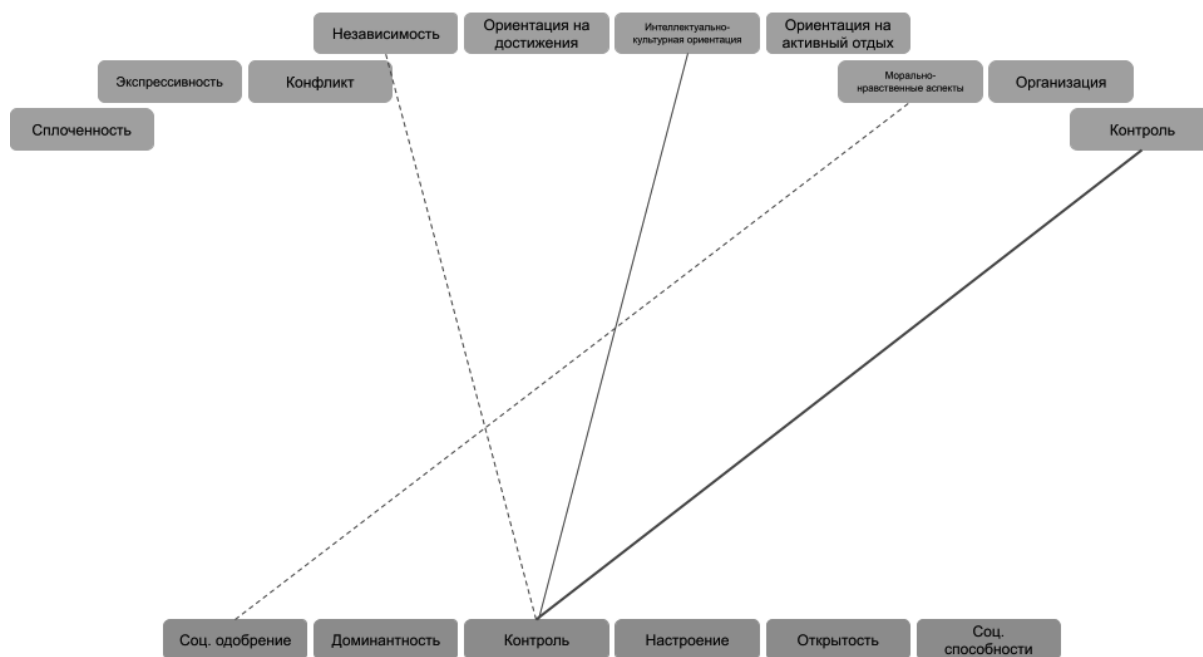 Независимость
Ориентация на
достижения
Интеллектуально-
культурная ориентация
Ориентация на
активный отдых
Экспрессивность
Конфликт
Морально-
нравственные аспекты
Организация
Сплоченность
Контроль
Соц. одобрение
Доминантность
Контроль
Настроение
Открытость
Соц.
способности